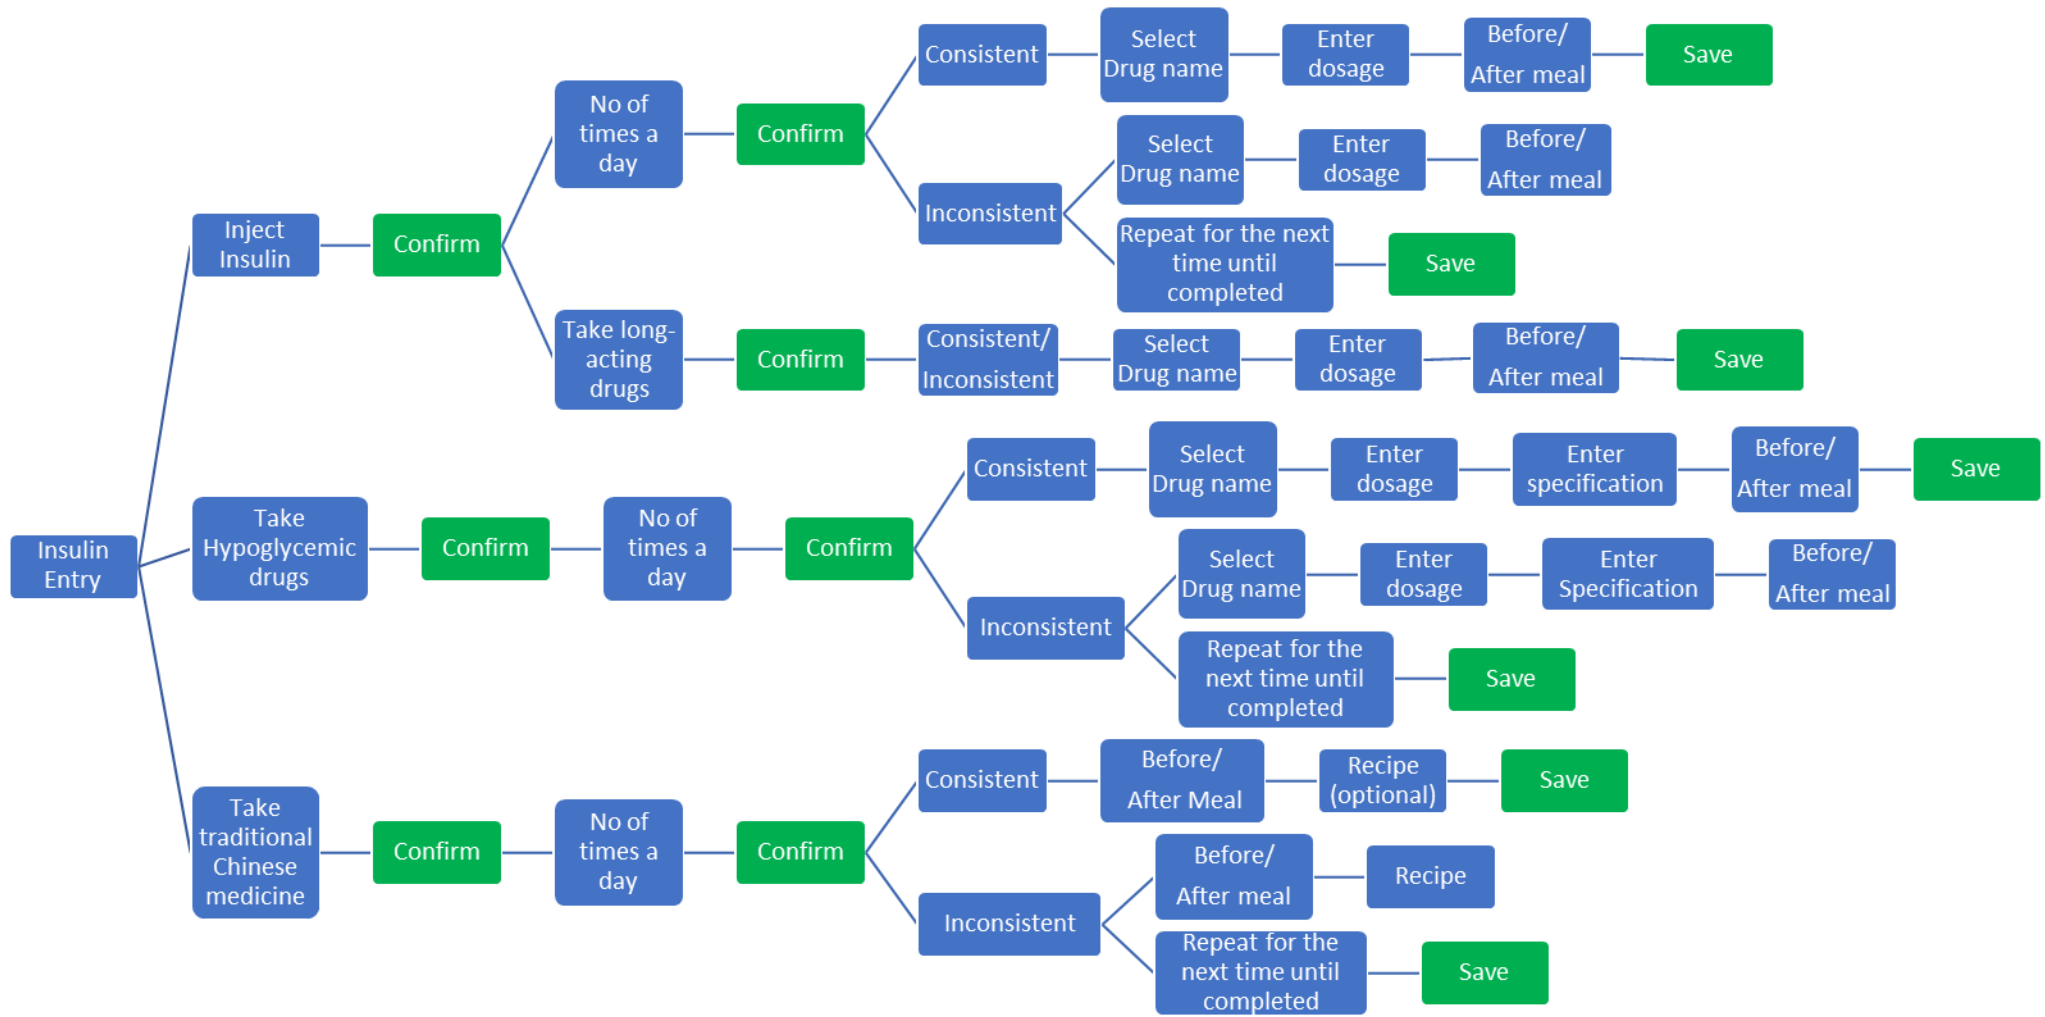 Insulin
Entry
Inject
Insulin
Confirm
No of
times a
day
Confirm
Consistent
Select
Drug name
Enter
dosage
Before/
After meal
Save
Inconsistent
Select
Drug name
Enter
dosage
Before/
After meal
Repeat for the next
time until
completed
Save
Take long-
acting
drugs
Confirm
Consistent/
Inconsistent
Select
Drug name
Enter
dosage
Before/
After meal
Save
Take
Hypoglycemic
drugs
Confirm
No of
times a
day
Confirm
Consistent
Select
Drug name
Enter
dosage
Enter
specification
Before/
After meal
Save
Inconsistent
Select
Drug name
Enter
dosage
Enter
Specification
Before/
After meal
Repeat for the
next time until
completed
Save
Take
traditional
Chinese
medicine
Confirm
No of
times a
day
Confirm
Consistent
Before/
After Meal
Recipe
(optional)
Save
Inconsistent
Before/
After meal
Recipe
Repeat for the
next time until
completed
Save